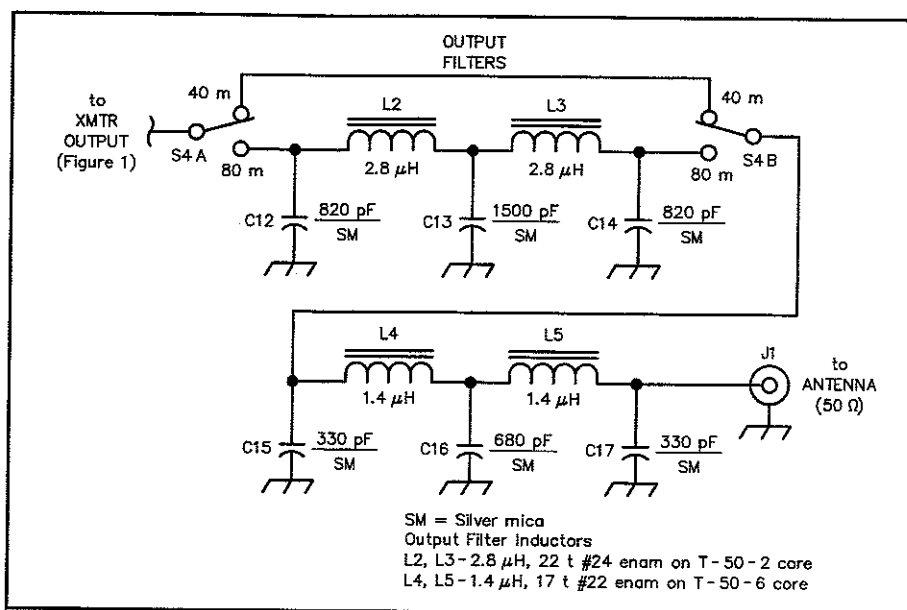 OUTPUT
FILTERS
40 m
40 m
to
XMTR
OUTPUT
(Figure 1)
S4A
80 m
L2
2.8 μH
L3
2.8 μH
S4B
80 m
C12
820 pF
SM
C13
1500 pF
SM
C14
820 pF
SM
L4
1.4 μH
L5
1.4 μH
J1
to
ANTENNA
(50 Ω)
C15
330 pF
SM
C16
680 pF
SM
C17
330 pF
SM
SM = Silver mica
Output Filter Inductors
L2, L3-2.8 μH, 22 t #24 enam on T-50-2 core
L4, L5-1.4 μH, 17 t #22 enam on T-50-6 core